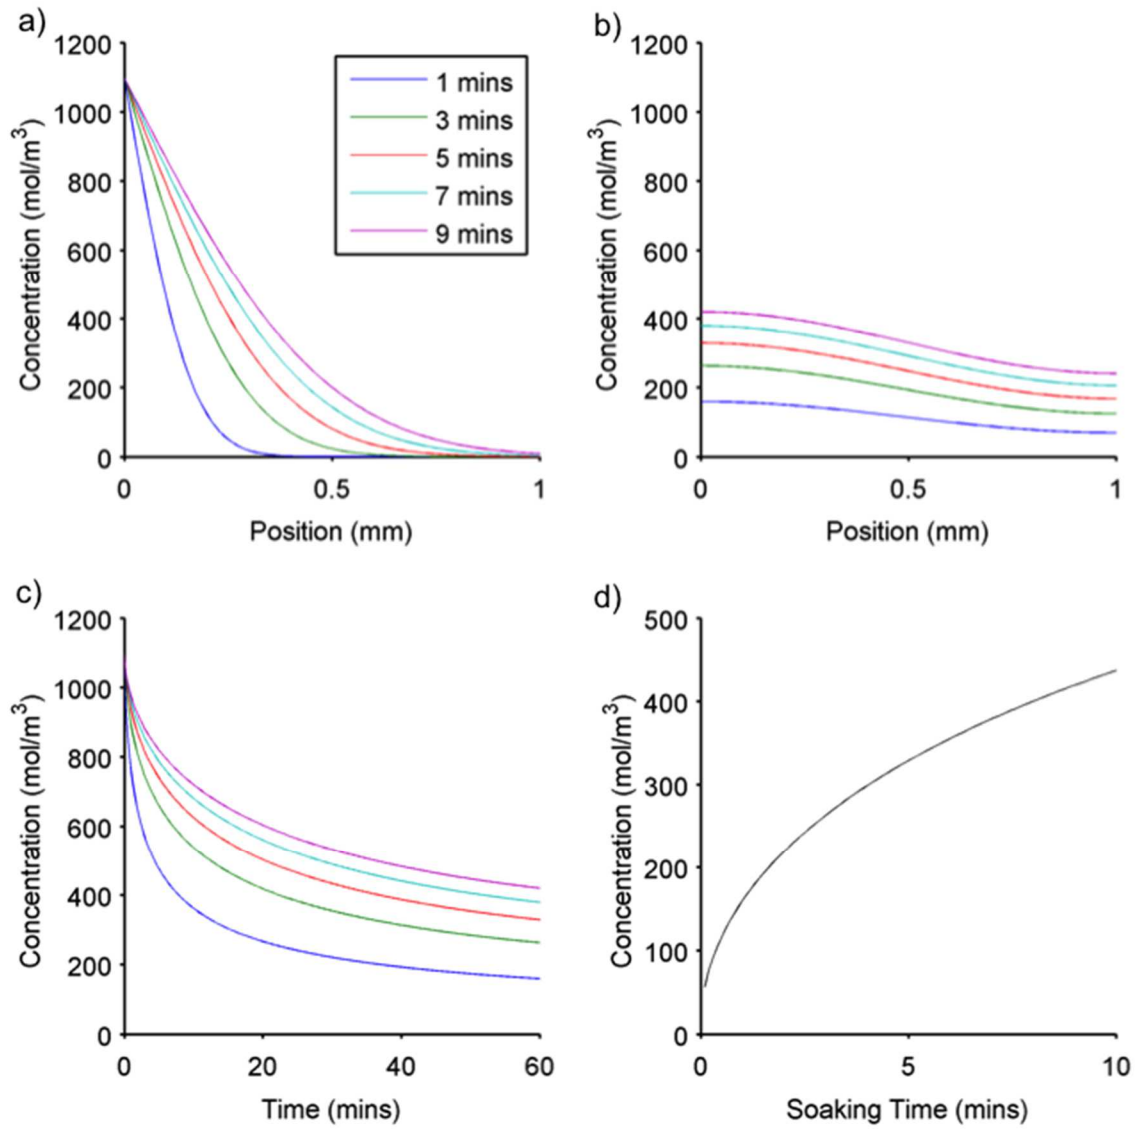 a)
Concentration (mol/m³)
1200
1000
800
600
400
200
0
0
0.5
1
Position (mm)
1 mins
3 mins
5 mins
7 mins
9 mins
b)
Concentration (mol/m³)
1200
1000
800
600
400
200
0
0
0.5
1
Position (mm)
c)
Concentration (mol/m³)
1200
1000
800
600
400
200
0
0
20
40
60
Time (mins)
d)
Concentration (mol/m³)
500
400
300
200
100
0
0
5
10
Soaking Time (mins)